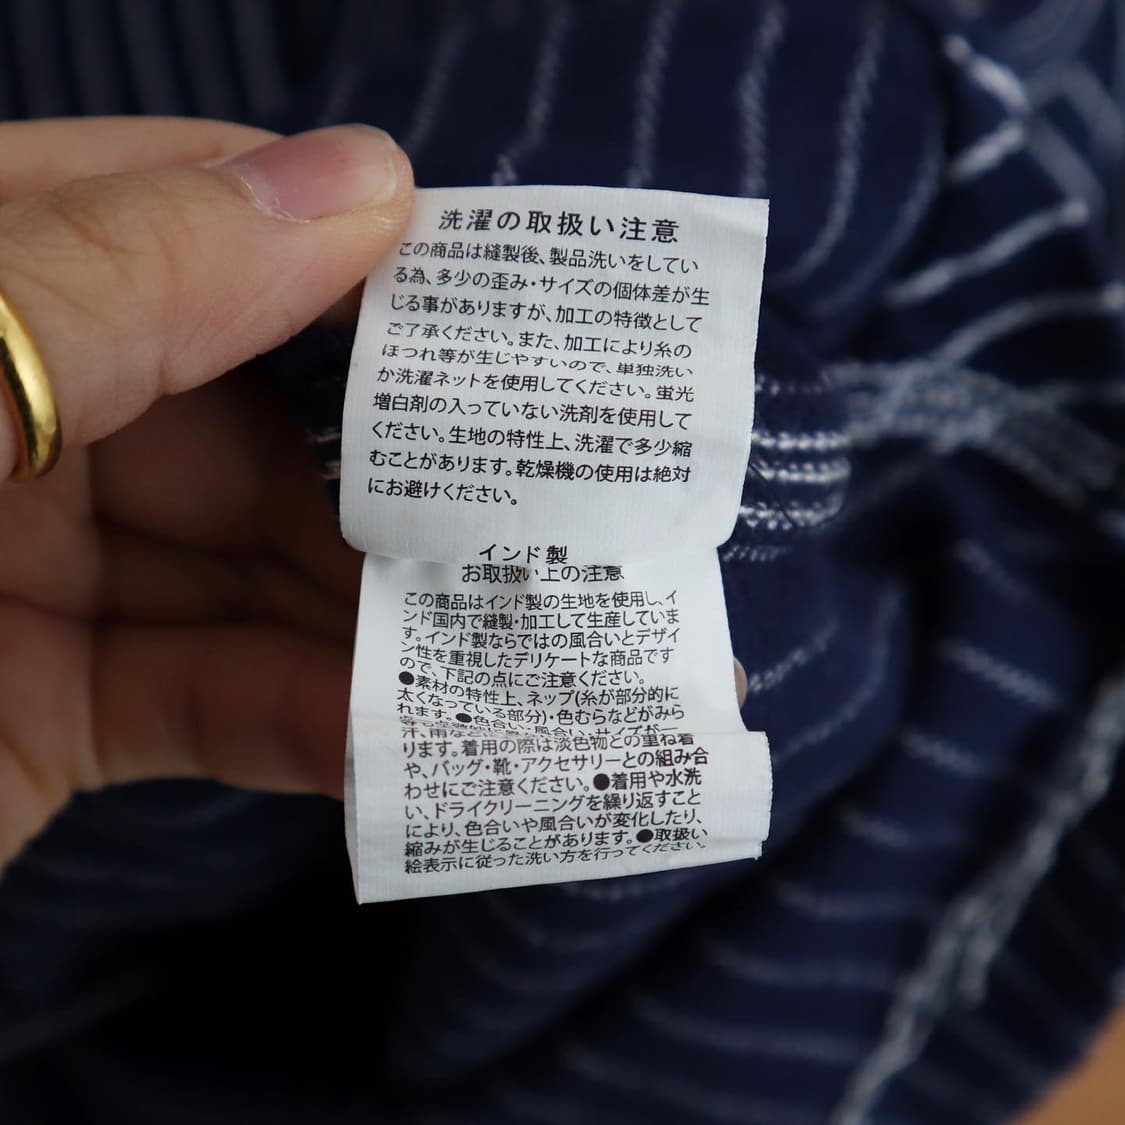 洗濯の取扱い注意
この商品は縫製後、製品洗いをしてい
る為、多少の歪み・サイズの個体差が生
じる事がありますが、加工の特徴として
ご了承ください。また、加工により糸の
ほつれ等が生じやすいので、単独洗い
か洗濯ネットを使用してください。蛍光
増白剤の入っていない洗剤を使用して
ください。生地の特性上、洗濯で多少縮
むことがあります。乾燥機の使用は絶対
にお避けください。
インド製
お取扱い上の注意
この商品はインド製の生地を使用し、イ
ンド国内で縫製・加工して生産していま
す。インド製ならではの風合いとデザイ
ン性を重視したデリケートな商品です
ので、下記の点にご注意ください。
●素材の特性上、ネップ(糸が部分的に
太くなっている部分)・色むらなどがみら
れます。●色合い・風合い・サイズが一
汗、雨など
ります。着用の際は淡色物との重ね着
や、バッグ・靴・アクセサリーとの組み合
わせにご注意ください。●着用や水洗
い、ドライクリーニングを繰り返すこと
により、色合いや風合いが変化したり、
縮みが生じることがあります。●取扱い
絵表示に従った洗い方を行ってください。